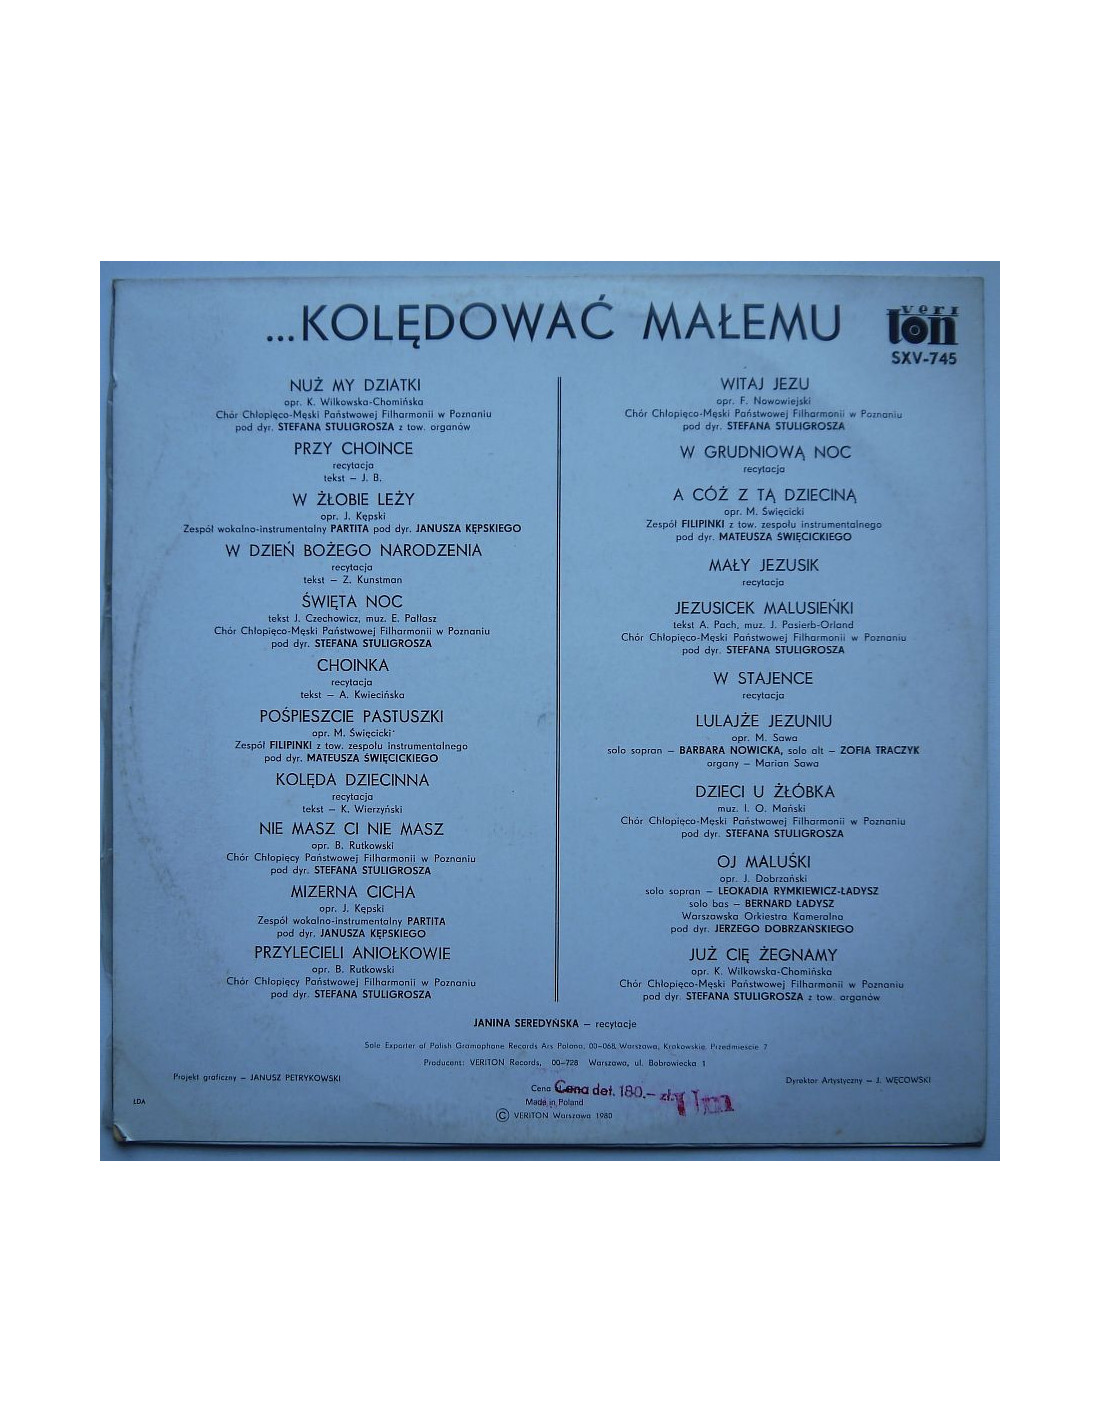 ...KOLĘDOWAĆ MAŁEMU
veri
ton
SXV-745
NUŻ MY DZIATKI
opr. K. Wilkowska-Chomińska
Chór Chłopięco-Męski Państwowej Filharmonii w Poznaniu
pod dyr. STEFANA STULIGROSZA z tow. organów
PRZY CHOINCE
recytacja
tekst – J. B.
W ŻŁOBIE LEŻY
opr. J. Kępski
Zespół wokalno-instrumentalny PARTITA pod dyr. JANUSZA KĘPSKIEGO
W DZIEŃ BOŻEGO NARODZENIA
recytacja
tekst – Z. Kunstman
ŚWIĘTA NOC
tekst J. Czechowicz, muz. E. Pałłasz
Chór Chłopięco-Męski Państwowej Filharmonii w Poznaniu
pod dyr. STEFANA STULIGROSZA
CHOINKA
recytacja
tekst – A. Kwiecińska
POŚPIESZCIE PASTUSZKI
opr. M. Święcicki
Zespół FILIPINKI z tow. zespołu instrumentalnego
pod dyr. MATEUSZA ŚWIĘCICKIEGO
KOLĘDA DZIECINNA
recytacja
tekst – K. Wierzyński
NIE MASZ CI NIE MASZ
opr. B. Rutkowski
Chór Chłopięcy Państwowej Filharmonii w Poznaniu
pod dyr. STEFANA STULIGROSZA
MIZERNA CICHA
opr. J. Kępski
Zespół wokalno-instrumentalny PARTITA
pod dyr. JANUSZA KĘPSKIEGO
PRZYLECIELI ANIOŁKOWIE
opr. B. Rutkowski
Chór Chłopięcy Państwowej Filharmonii w Poznaniu
pod dyr. STEFANA STULIGROSZA
WITAJ JEZU
opr. F. Nowowiejski
Chór Chłopięco-Męski Państwowej Filharmonii w Poznaniu
pod dyr. STEFANA STULIGROSZA
W GRUDNIOWĄ NOC
recytacja
A CÓŻ Z TĄ DZIECINĄ
opr. M. Święcicki
Zespół FILIPINKI z tow. zespołu instrumentalnego
pod dyr. MATEUSZA ŚWIĘCICKIEGO
MAŁY JEZUSIK
recytacja
JEZUSICEK MALUSIEŃKI
tekst A. Pach, muz. J. Pasierb-Orland
Chór Chłopięco-Męski Państwowej Filharmonii w Poznaniu
pod dyr. STEFANA STULIGROSZA
W STAJENCE
recytacja
LULAJŻE JEZUNIU
opr. M. Sawa
solo sopran – BARBARA NOWICKA, solo alt – ZOFIA TRACZYK
organy – Marian Sawa
DZIECI U ŻŁÓBKA
muz. I. O. Mański
Chór Chłopięco-Męski Państwowej Filharmonii w Poznaniu
pod dyr. STEFANA STULIGROSZA
OJ MALUŚKI
opr. J. Dobrzański
solo sopran – LEOKADIA RYMKIEWICZ-ŁADYSZ
solo bas – BERNARD ŁADYSZ
Warszawska Orkiestra Kameralna
pod dyr. JERZEGO DOBRZAŃSKIEGO
JUŻ CIĘ ŻEGNAMY
opr. K. Wilkowska-Chomińska
Chór Chłopięco-Męski Państwowej Filharmonii w Poznaniu
pod dyr. STEFANA STULIGROSZA z tow. organów
JANINA SEREDYŃSKA – recytacje
Sole Exporter of Polish Gramophone Records Ars Polona, 00-068, Warszawa, Krakowskie Przedmieście 7
Producent: VERITON Records, 00-728 Warszawa, ul. Bobrowiecka 1
Projekt graficzny – JANUSZ PETRYKOWSKI
Dyrektor Artystyczny – J. WĘCOWSKI
Cena
Cena det. 180.– zł.
LDA
Made in Poland
© VERITON Warszawa 1980